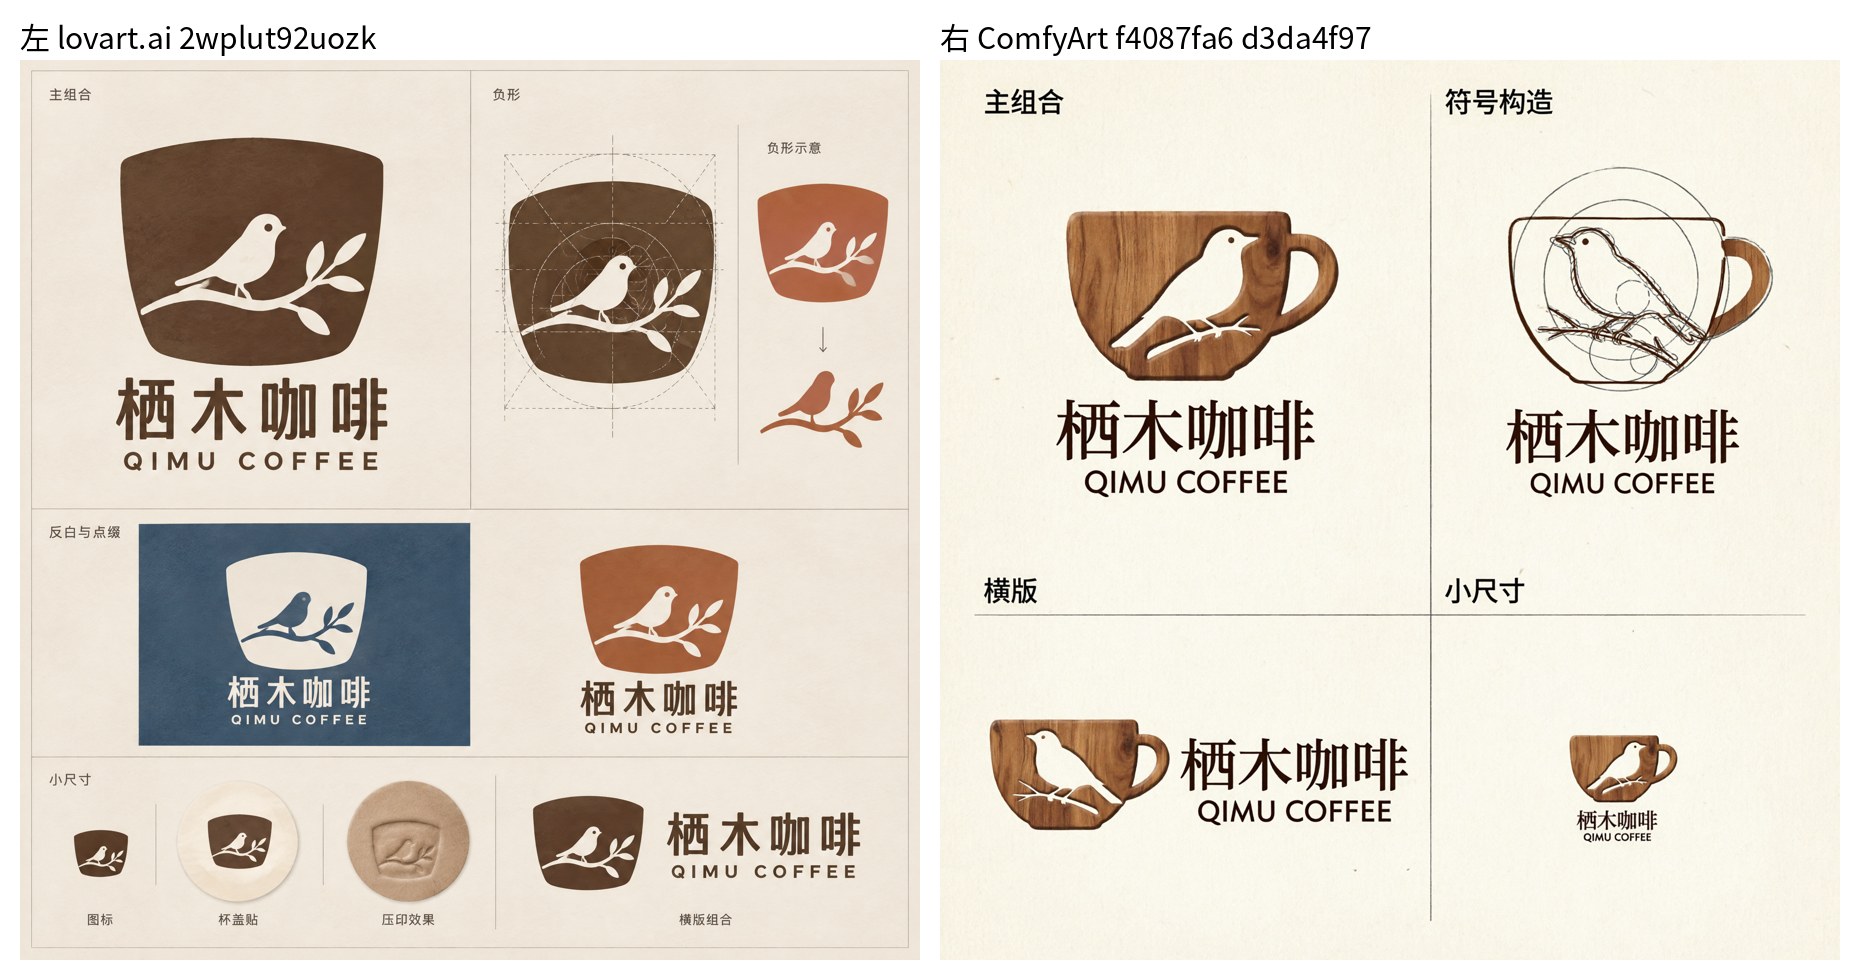 左 lovart.ai 2wplut92uozk
主组合
负形
负形示意
栖木咖啡
QIMU COFFEE
反白与点缀
栖木咖啡
QIMU COFFEE
栖木咖啡
QIMU COFFEE
小尺寸
图标
杯盖贴
压印效果
栖木咖啡
QIMU COFFEE
横版组合
右 ComfyArt f4087fa6 d3da4f97
主组合
符号构造
栖木咖啡
QIMU COFFEE
栖木咖啡
QIMU COFFEE
横版
小尺寸
栖木咖啡
QIMU COFFEE
栖木咖啡
QIMU COFFEE